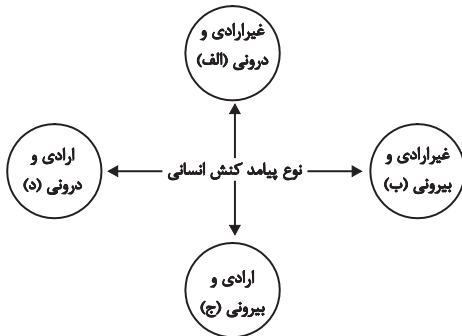 غیرارادی و
درونی (الف)
غیرارادی و
بیرونی (ب)
نوع پیامد کنش انسانی
ارادی و
درونی (د)
ارادی و
بیرونی (ج)